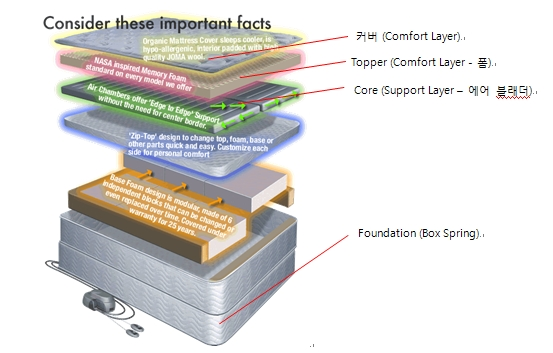 Consider these important facts
Organic Mattress Cover sleeps cooler, is
hypo-allergenic, interior padded with high
quality JOMA wool.
NASA inspired Memory Foam
standard on every model we offer
Air Chambers offer 'Edge to Edge' Support
without the need for center border.
'Zip-Top' design to change top, foam, base or
other parts quick and easy. Customize each
side for personal comfort
Base Foam design is modular, made of 6
independent blocks that can be changed or
even replaced over time. Covered under
warranty for 25 years.
커버 (Comfort Layer).
Topper (Comfort Layer - 폼).
Core (Support Layer – 에어 블래더).
Foundation (Box Spring).